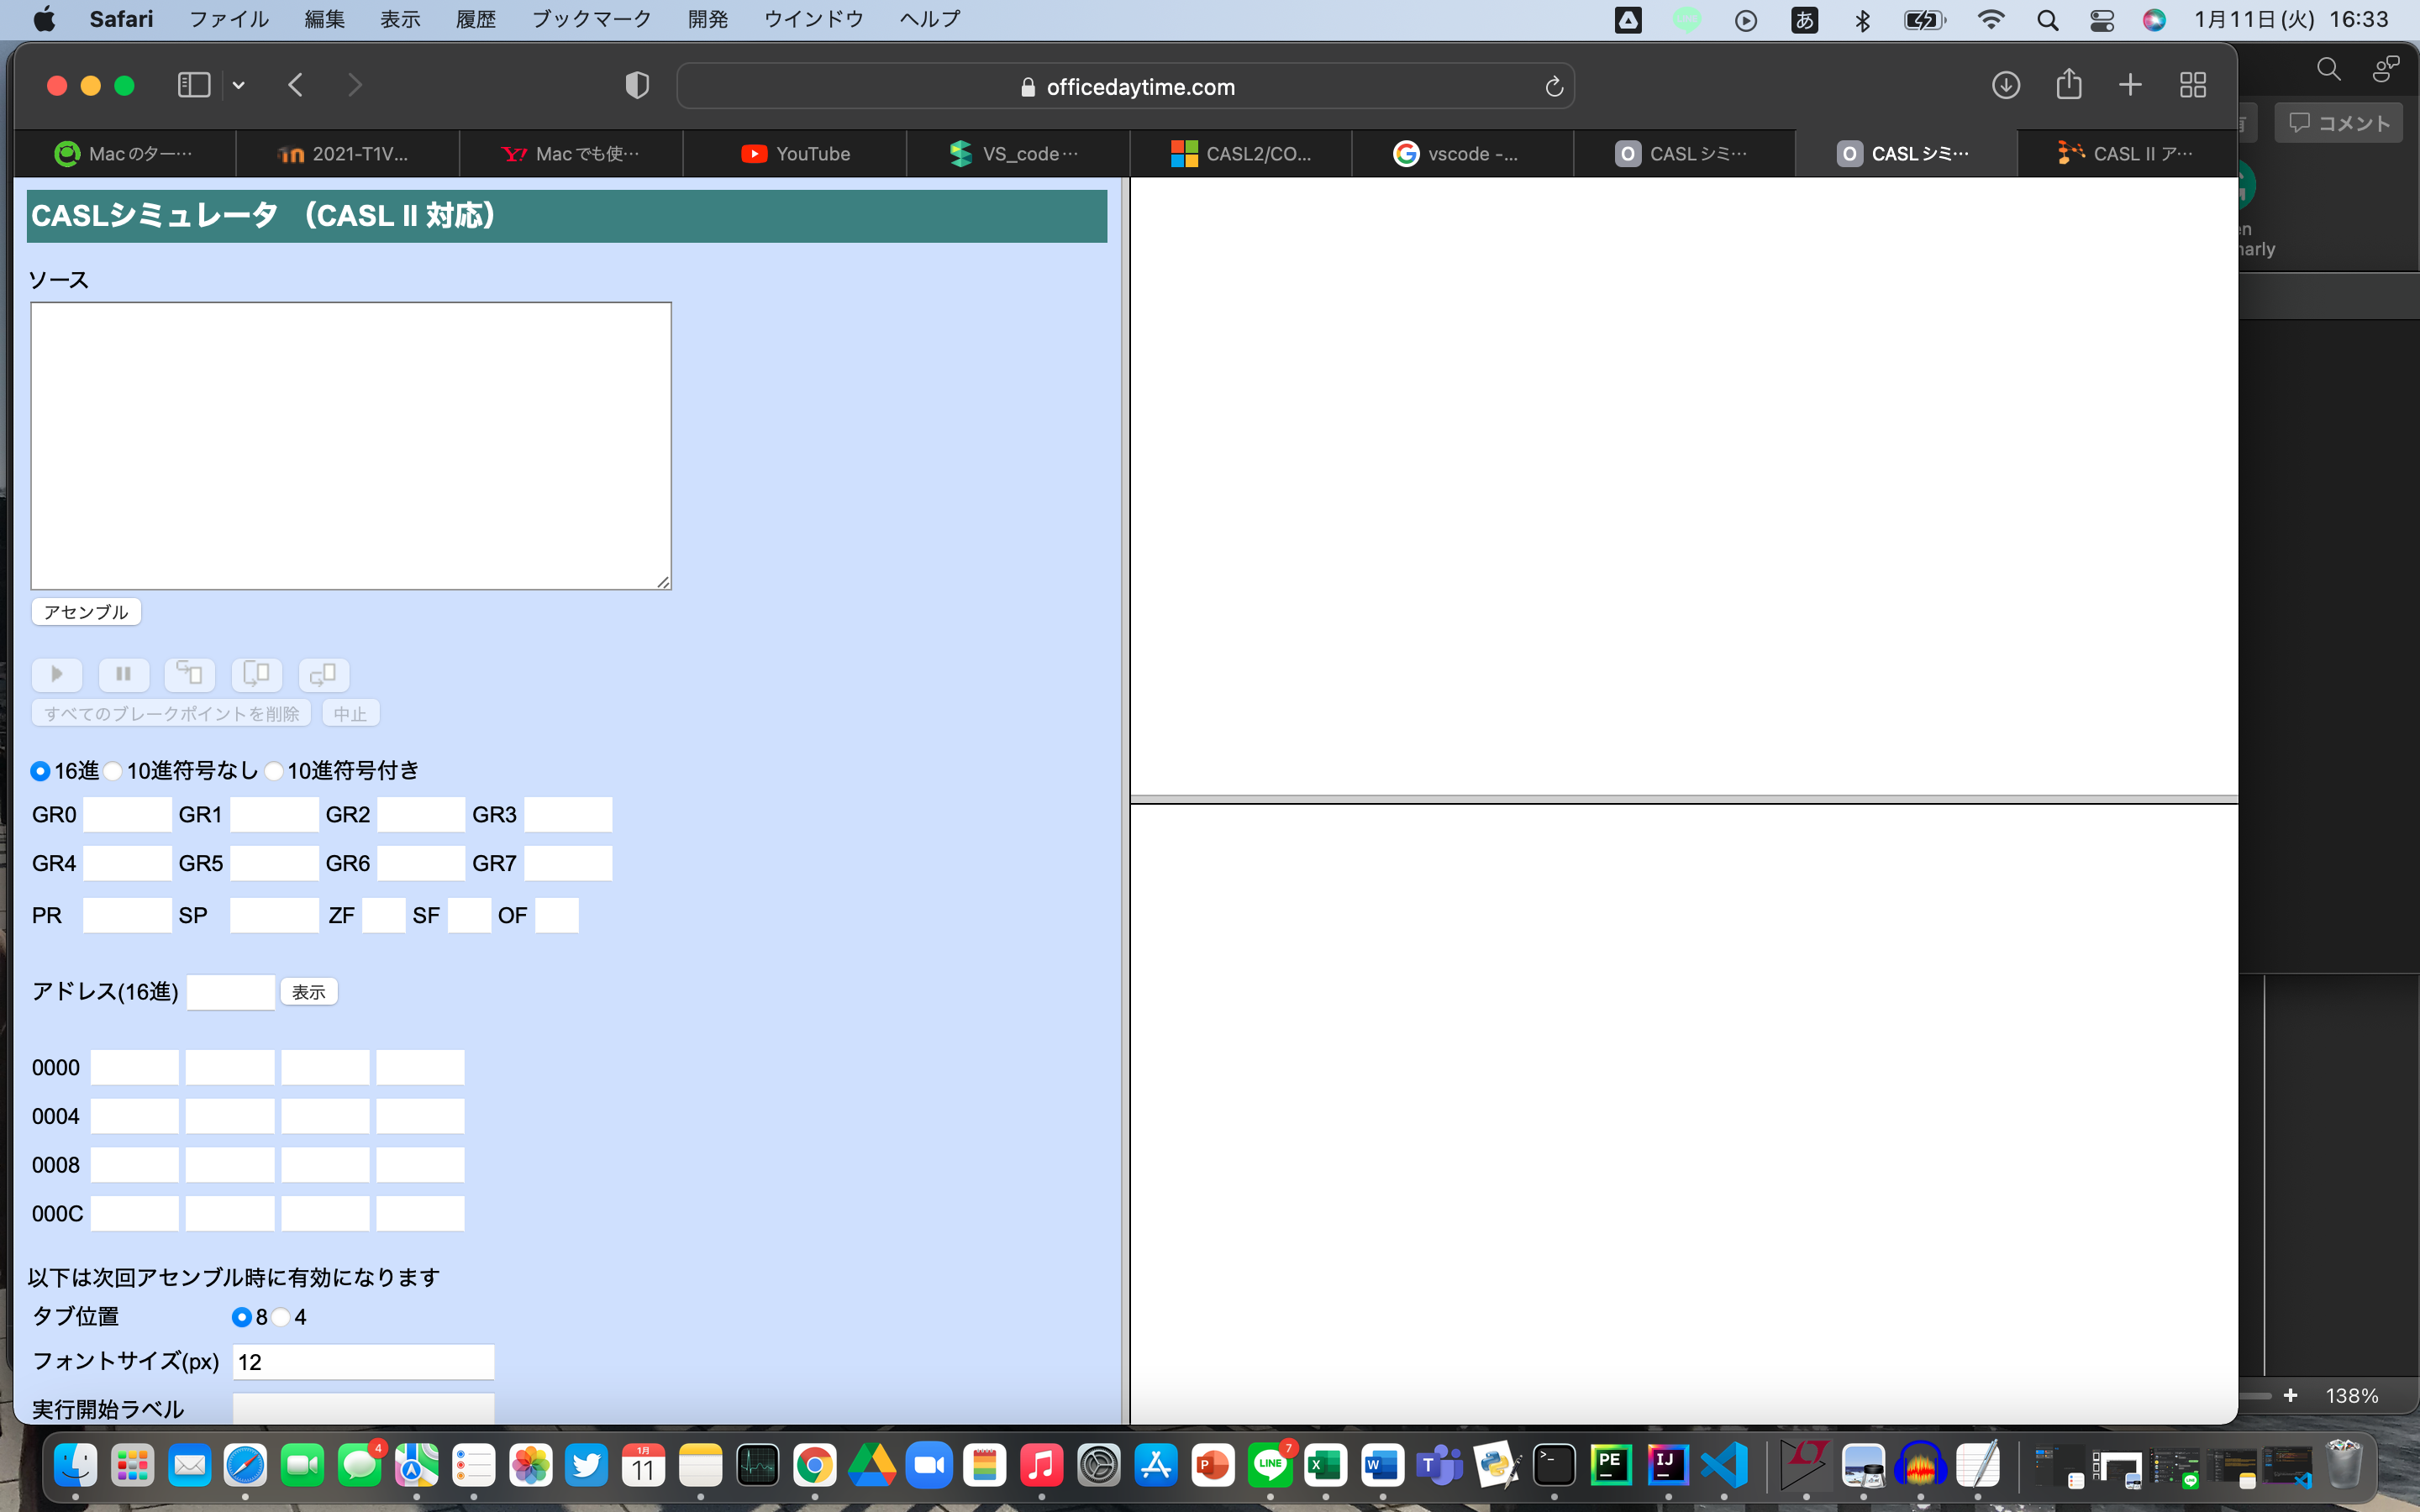 Safari ファイル 編集 表示 履歴 ブックマーク 開発 ウインドウ ヘルプ あ 1月11日(火) 16:33
officedaytime.com
コメント
Macのター… 2021-T1V... Macでも使… YouTube VS_code… CASL2/CO... vscode -... CASL シミ… CASL シミ… CASL II ア…
CASLシミュレータ (CASL II 対応)
ソース
アセンブル
すべてのブレークポイントを削除 中止
16進 10進符号なし 10進符号付き
GR0 GR1 GR2 GR3
GR4 GR5 GR6 GR7
PR SP ZF SF OF
アドレス(16進) 表示
0000
0004
0008
000C
以下は次回アセンブル時に有効になります
タブ位置 8 4
フォントサイズ(px) 12
実行開始ラベル
138%
4 1月 11 P LINE 7 X W T PE IJ